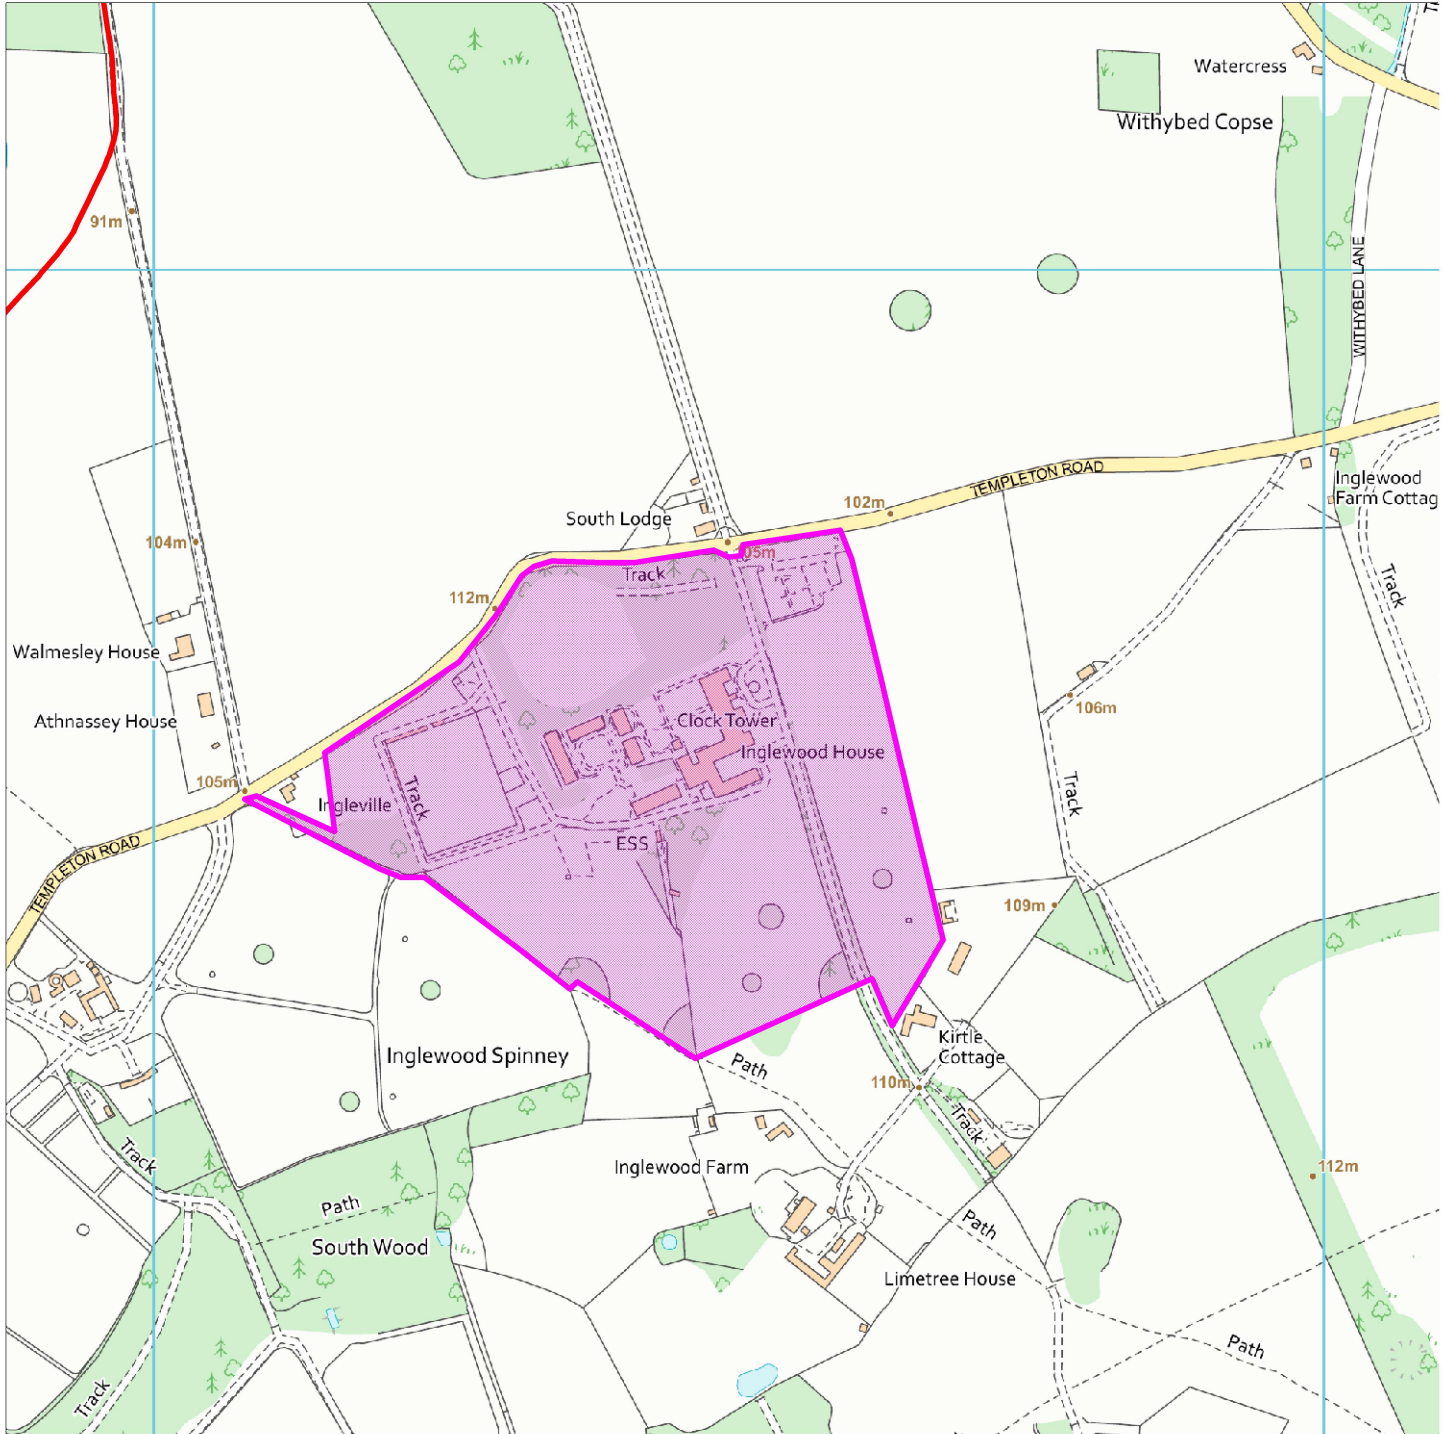 Watercress
Withybed Copse
91m
WITHYBED LANE
TEMPLETON ROAD
Inglewood
Farm Cottag
102m
South Lodge
104m
05m
Track
Track
112m
Walmesley House
106m
Athnassey House
Clock Tower
Inglewood House
105m
Ingleville
Track
Track
ESS
TEMPLETON ROAD
109m
Kirtle
Cottage
Inglewood Spinney
Path
110m
Track
Track
Inglewood Farm
112m
Path
Path
South Wood
Limetree House
Path
Track